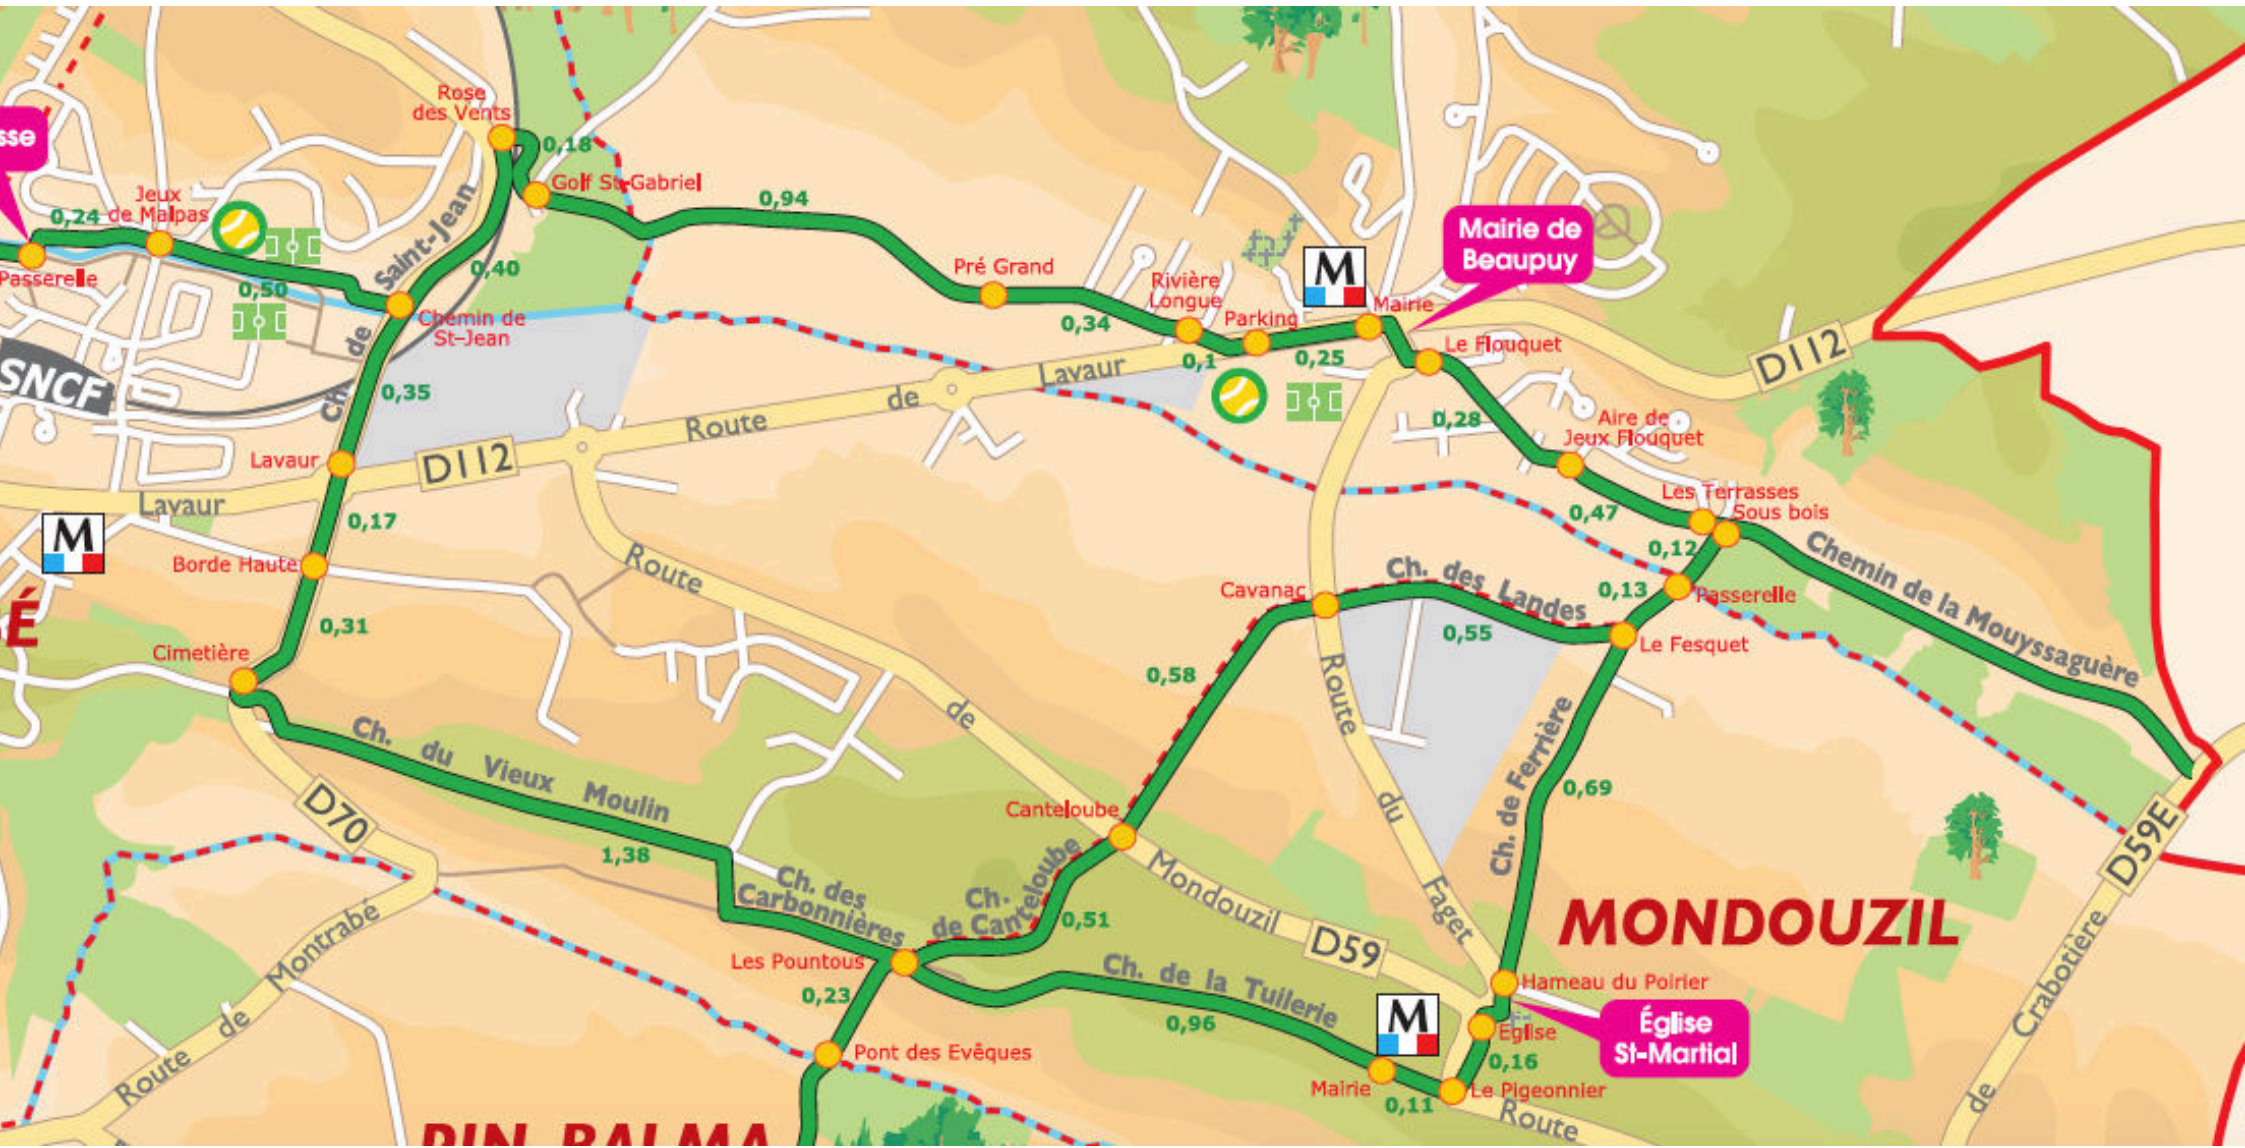 Rose
des Vents
0,18
sse
Golf St-Gabriel
0,94
Jeux
de Malpas
0,24
Saint-Jean
Mairie de
Beaupuy
Passerelle
0,50
0,40
Pré Grand
Rivière
Longue
M
Mairie
Chemin de
St-Jean
0,34
Parking
0,1
0,25
Le Flouquet
D112
SNCF
Ch. de
0,35
Lavaur
de
Route
0,28
Aire de
Jeux Flouquet
Lavaur
D112
Lavaur
M
0,17
Les Terrasses
Sous bois
0,47
0,12
Chemin de la Mouyssaguère
Borde Haute
Route
Cavanac
Ch. des Landes
0,13
Passerelle
É
0,31
0,55
Le Fesquet
Cimetière
0,58
Route
de
Ch. du Vieux Moulin
Ch. de Ferrière
0,69
D70
Canteloube
du
1,38
D59E
Mondouzil
Ch. des
Carbonnières
Ch.
de Canteloube
0,51
Faget
MONDOUZIL
Montrabé
D59
Les Pountous
Ch. de la Tuilerie
Hameau du Poirier
0,23
0,96
M
Église
St-Martial
Eglise
Crabotière
de
Pont des Evêques
0,16
Route
Mairie
0,11
Le Pigeonnier
Route
de
PIN-BALMA